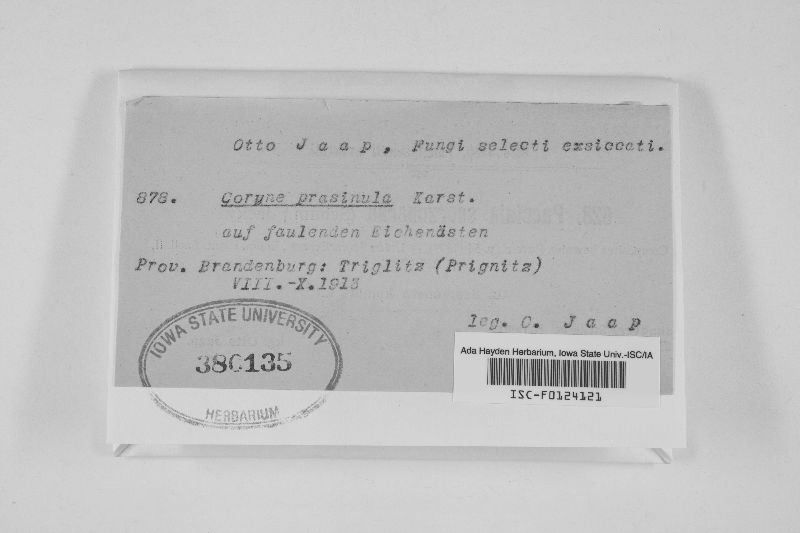 Otto Jaap, Fungi selecti exsiccati.
878. Coryne prasinula Karst.
auf faulenden Eichenästen
Prov. Brandenburg: Triglitz (Prignitz)
VIII.-X.1913
leg. O. Jaap
IOWA STATE UNIVERSITY
380135
HERBARIUM
Ada Hayden Herbarium, Iowa State Univ.-ISC/IA
ISC-F0124121